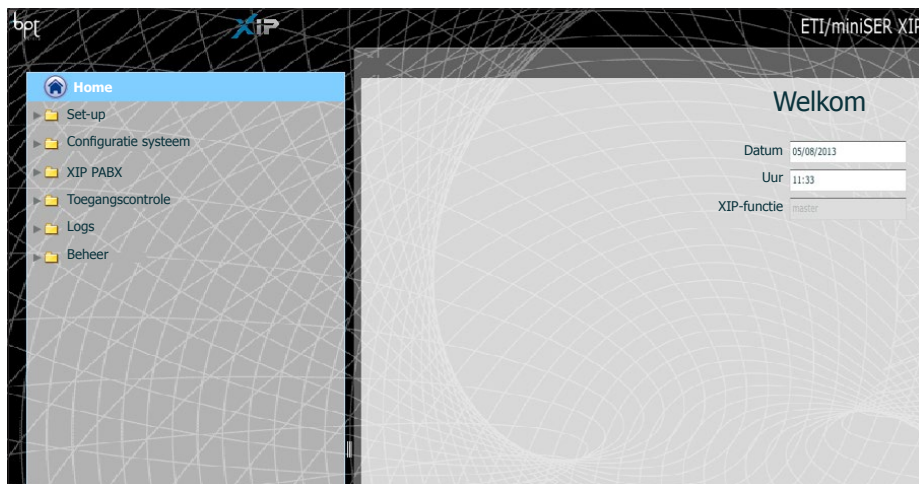 bpt
XIP
ETI/miniSER XIP
Home
Set-up
Configuratie systeem
XIP PABX
Toegangscontrole
Logs
Beheer
Welkom
Datum 05/08/2013
Uur 11:33
XIP-functie master